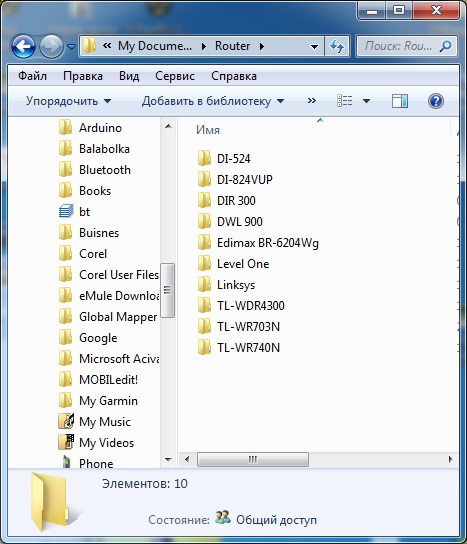 « My Docume... Router Поиск: Rou...
Файл Правка Вид Сервис Справка
Упорядочить Добавить в библиотеку »
Arduino
Balabolka
Bluetooth
Books
bt
Buisnes
Corel
Corel User Files
eMule Downloa
Global Mapper
Google
Microsoft Aciva
MOBILedit!
My Garmin
My Music
My Videos
Phone
Имя
DI-524
DI-824VUP
DIR 300
DWL 900
Edimax BR-6204Wg
Level One
Linksys
TL-WDR4300
TL-WR703N
TL-WR740N
Элементов: 10
Состояние: Общий доступ